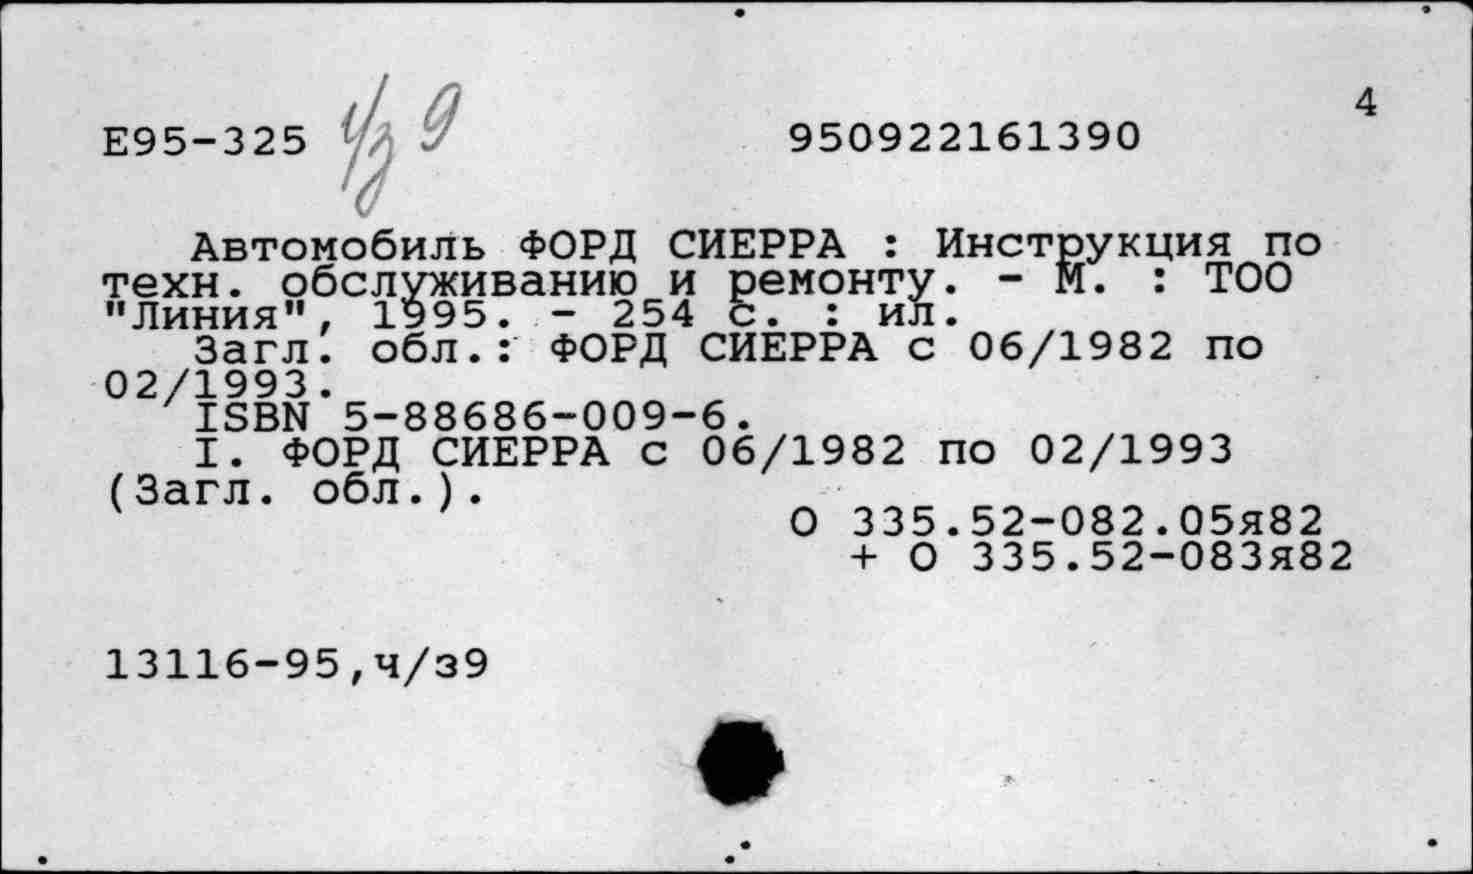 4
Е95-325 ч/з 9 950922161390
Автомобиль ФОРД СИЕРРА : Инструкция по
техн. обслуживанию и ремонту. - М. : ТОО
"Линия", 1995. - 254 с. : ил.
Загл. обл.: ФОРД СИЕРРА с 06/1982 по
02/1993.
ISBN 5-88686-009-6.
I. ФОРД СИЕРРА с 06/1982 по 02/1993
(Загл. обл.).
О 335.52-082.05я82
+ О 335.52-083я82
13116-95,ч/з9